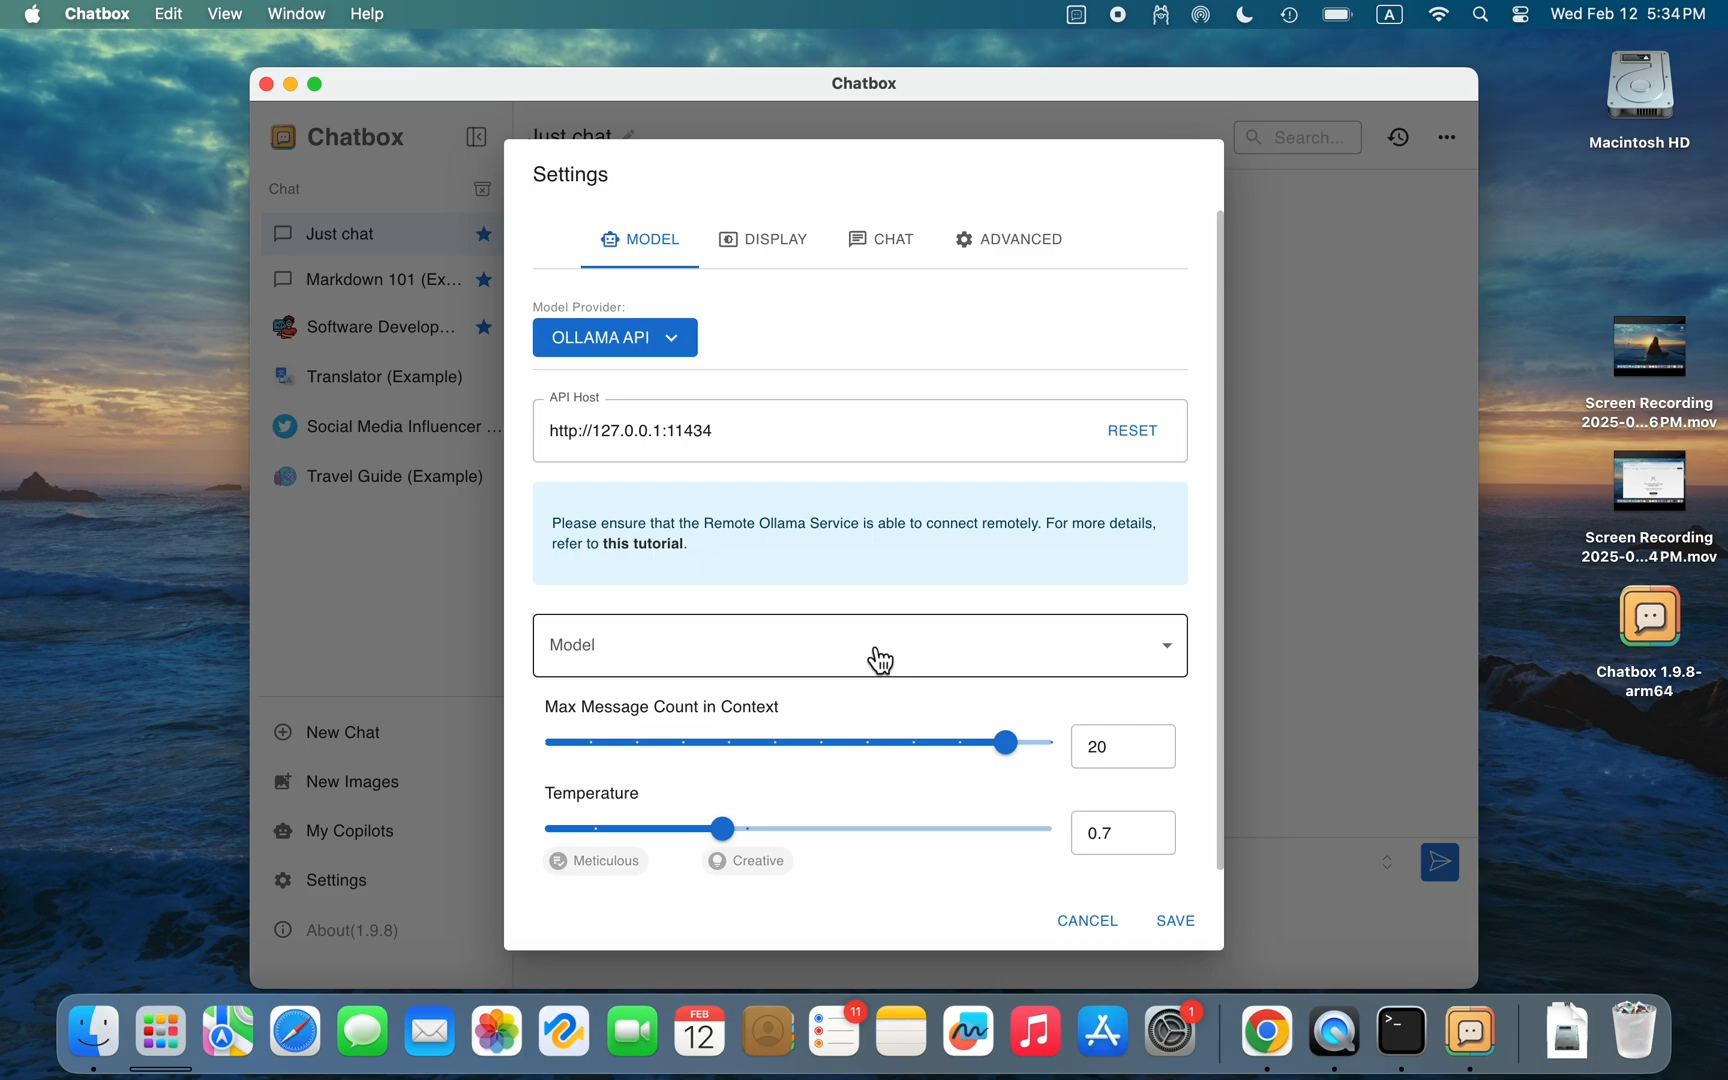 Chatbox Edit View Window Help
A
Wed Feb 12 5:34 PM
Chatbox
Macintosh HD
Screen Recording
2025-0...6 PM.mov
Screen Recording
2025-0...4 PM.mov
Chatbox 1.9.8-
arm64
Chatbox
Chat
Just chat
Markdown 101 (Ex...
Software Develop...
Translator (Example)
Social Media Influencer ...
Travel Guide (Example)
New Chat
New Images
My Copilots
Settings
About(1.9.8)
Just chat
Search...
Settings
MODEL DISPLAY CHAT ADVANCED
Model Provider:
OLLAMA API
API Host
http://127.0.0.1:11434 RESET
Please ensure that the Remote Ollama Service is able to connect remotely. For more details,
refer to this tutorial.
Model
Max Message Count in Context
20
Temperature
0.7
Meticulous Creative
CANCEL SAVE
FEB
12
11
1